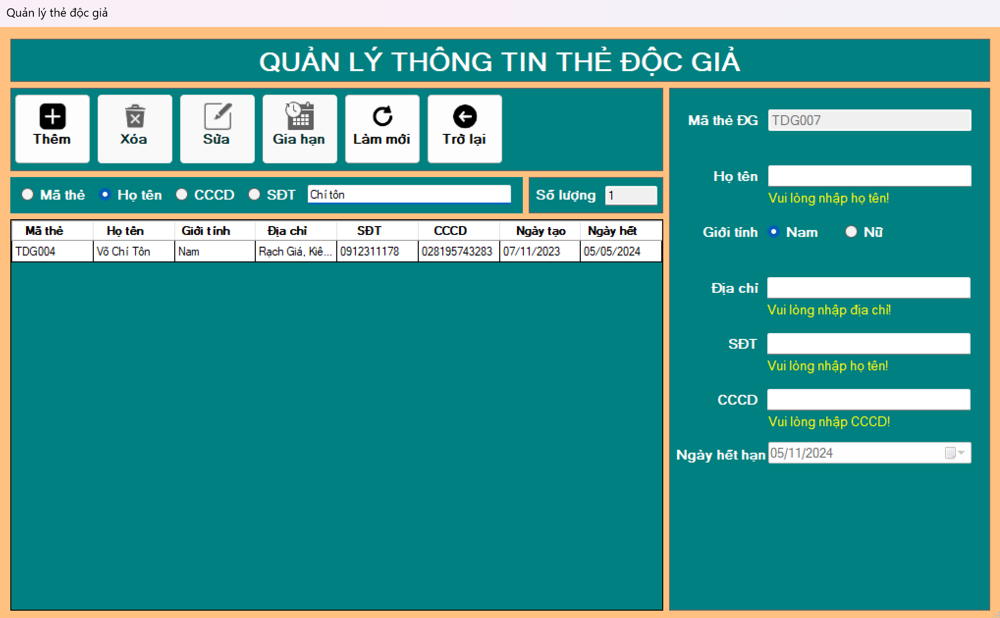 Quản lý thẻ độc giả
QUẢN LÝ THÔNG TIN THẺ ĐỘC GIẢ
Thêm Xóa Sửa Gia hạn Làm mới Trở lại
Mã thẻ Họ tên CCCD SĐT Chí tôn Số lượng 1
Mã thẻ Họ tên Giới tính Địa chỉ SĐT CCCD Ngày tạo Ngày hết
TDG004 Võ Chí Tôn Nam Rạch Giá, Kiê... 0912311178 028195743283 07/11/2023 05/05/2024
Mã thẻ ĐG TDG007
Họ tên
Vui lòng nhập họ tên!
Giới tính Nam Nữ
Địa chỉ
Vui lòng nhập địa chỉ!
SĐT
Vui lòng nhập họ tên!
CCCD
Vui lòng nhập CCCD!
Ngày hết hạn 05/11/2024